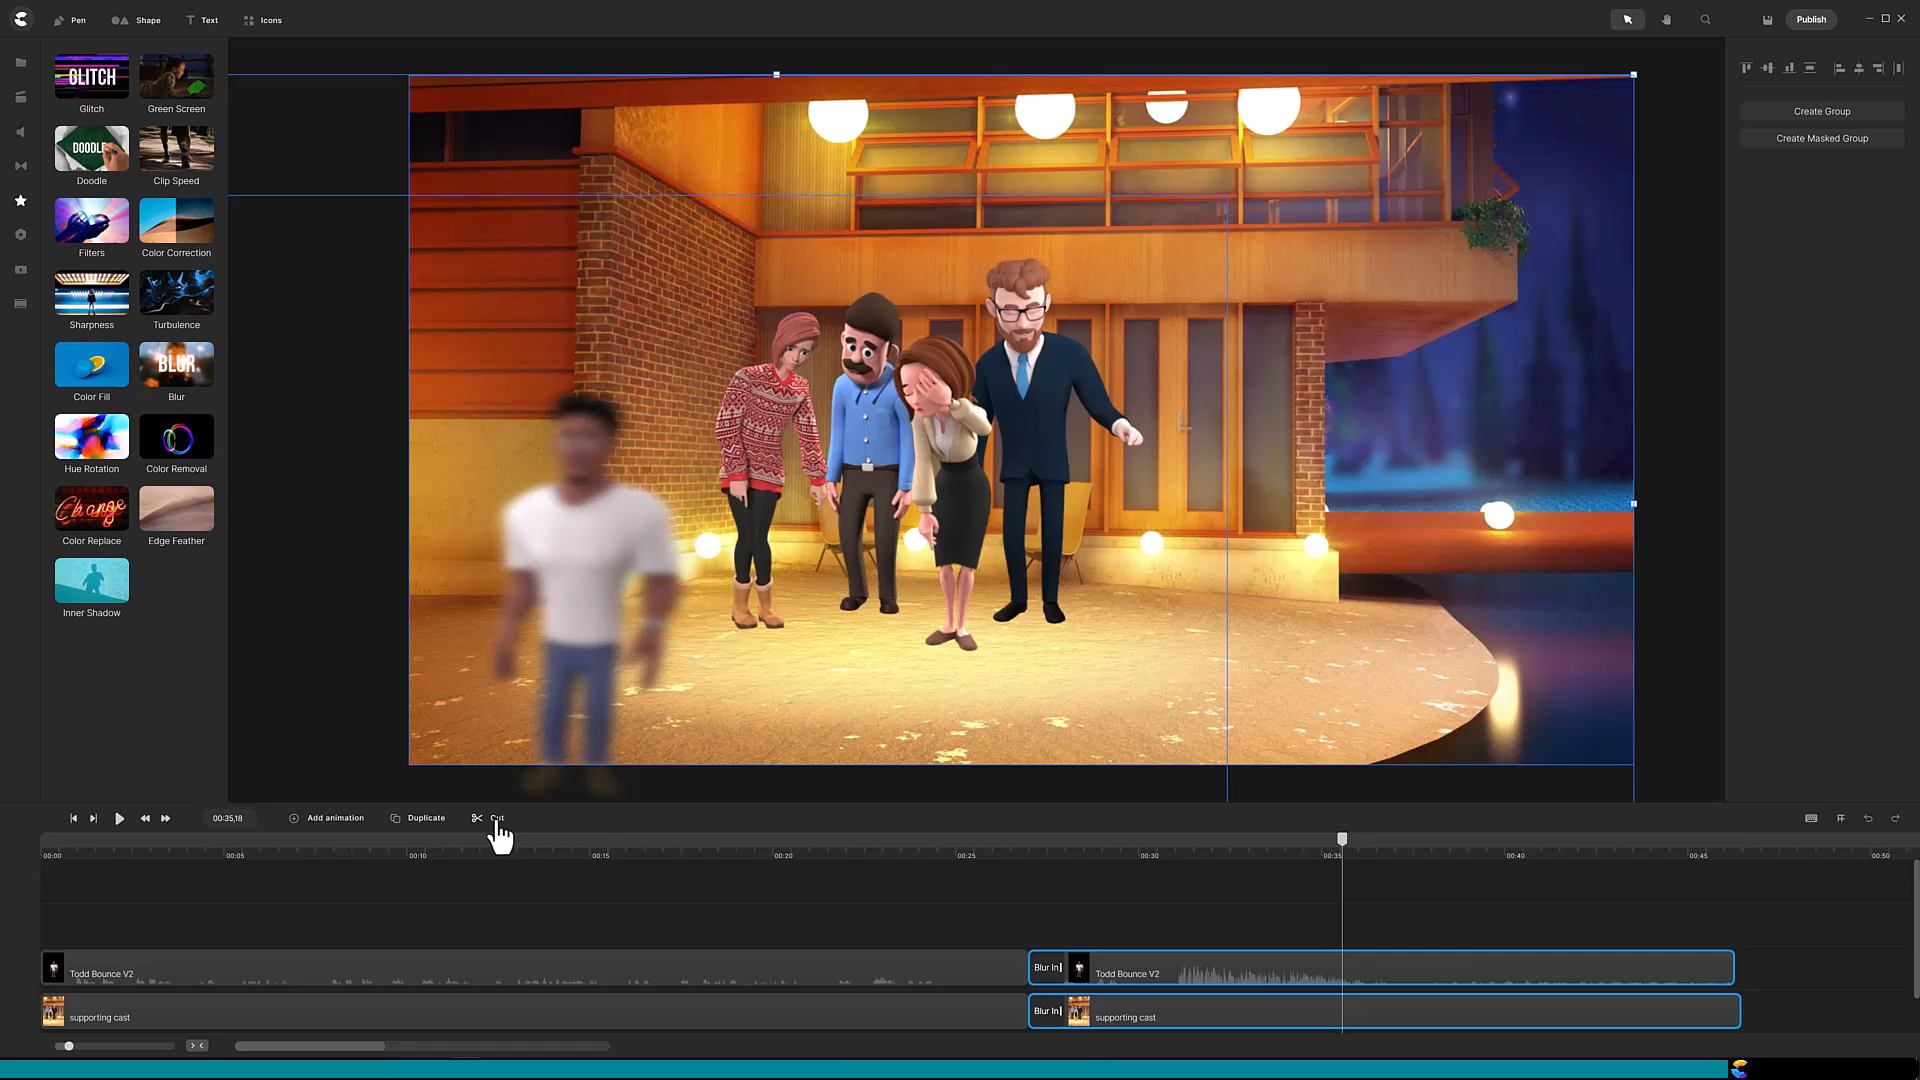 Pen
Shape
Text
Icons
Publish
GLITCH
Glitch
Green Screen
DOODLE
Doodle
Clip Speed
Filters
Color Correction
Sharpness
Turbulence
Color Fill
BLUR
Blur
Hue Rotation
Color Removal
Change
Color Replace
Edge Feather
Inner Shadow
Create Group
Create Masked Group
00:35,18
Add animation
Duplicate
Cut
00:00
00:05
00:10
00:15
00:20
00:25
00:30
00:35
00:40
00:45
00:50
Todd Bounce V2
Blur In
Todd Bounce V2
supporting cast
Blur In
supporting cast